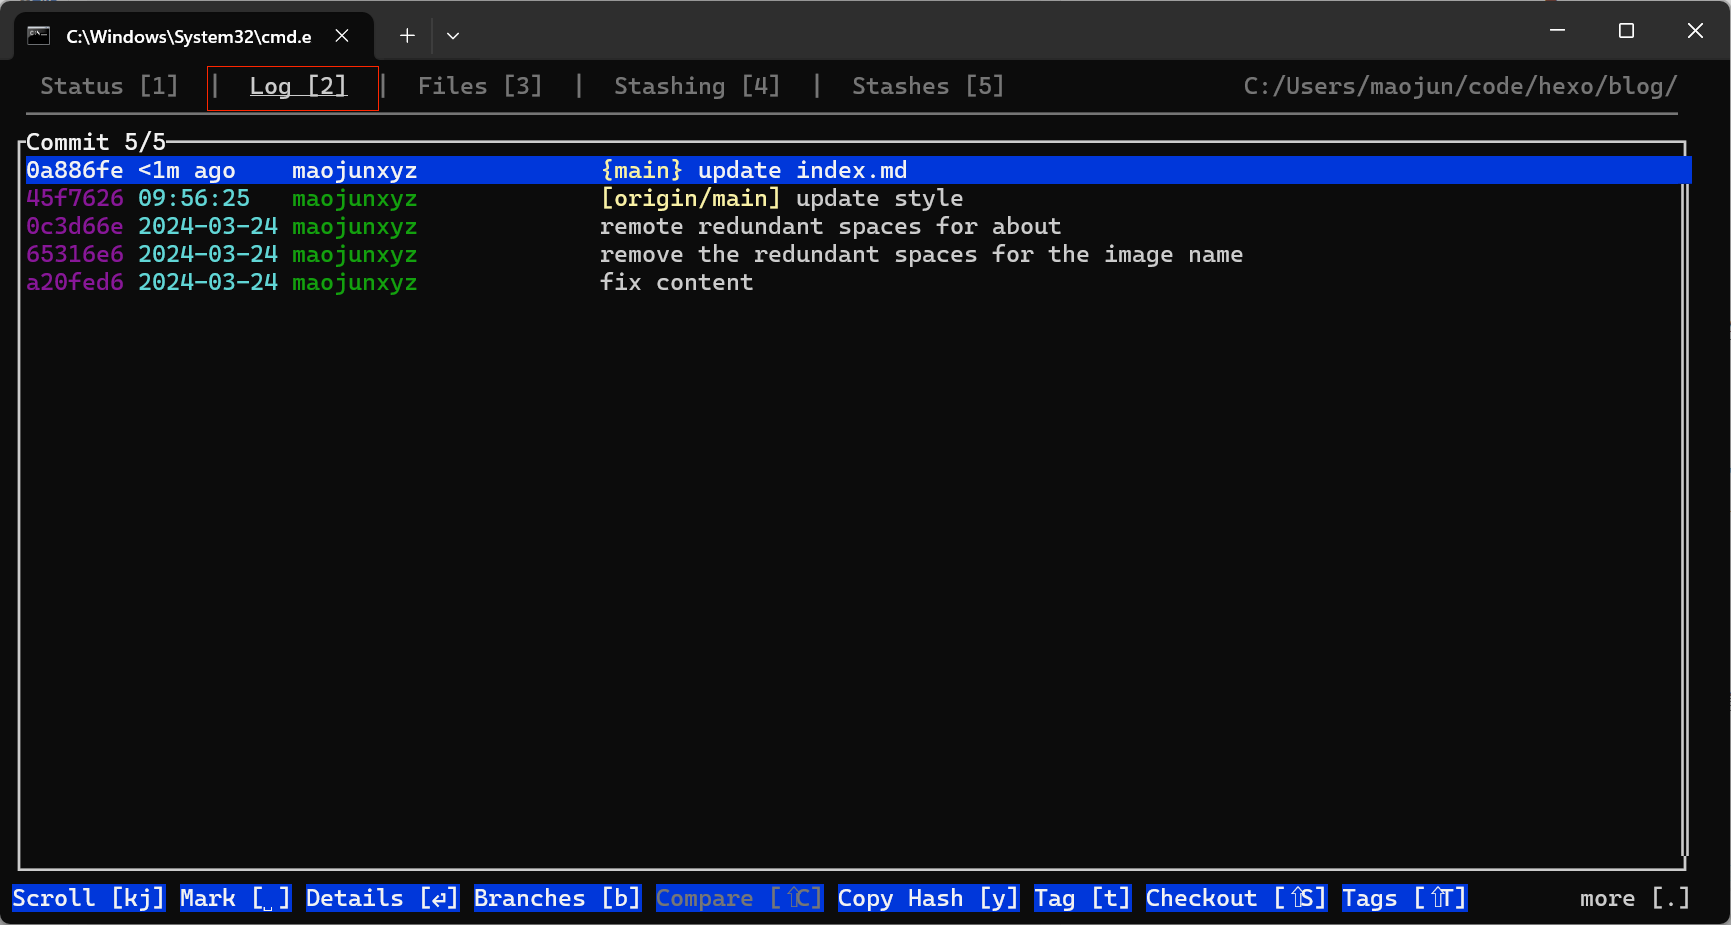 C:\Windows\System32\cmd.e
Status [1] | Log [2] | Files [3] | Stashing [4] | Stashes [5] C:/Users/maojun/code/hexo/blog/
Commit 5/5
0a886fe <1m ago maojunxyz {main} update index.md
45f7626 09:56:25 maojunxyz [origin/main] update style
0c3d66e 2024-03-24 maojunxyz remote redundant spaces for about
65316e6 2024-03-24 maojunxyz remove the redundant spaces for the image name
a20fed6 2024-03-24 maojunxyz fix content
Scroll [kj] Mark [␣] Details [⏎] Branches [b] Compare [⇧C] Copy Hash [y] Tag [t] Checkout [⇧S] Tags [⇧T] more [.]